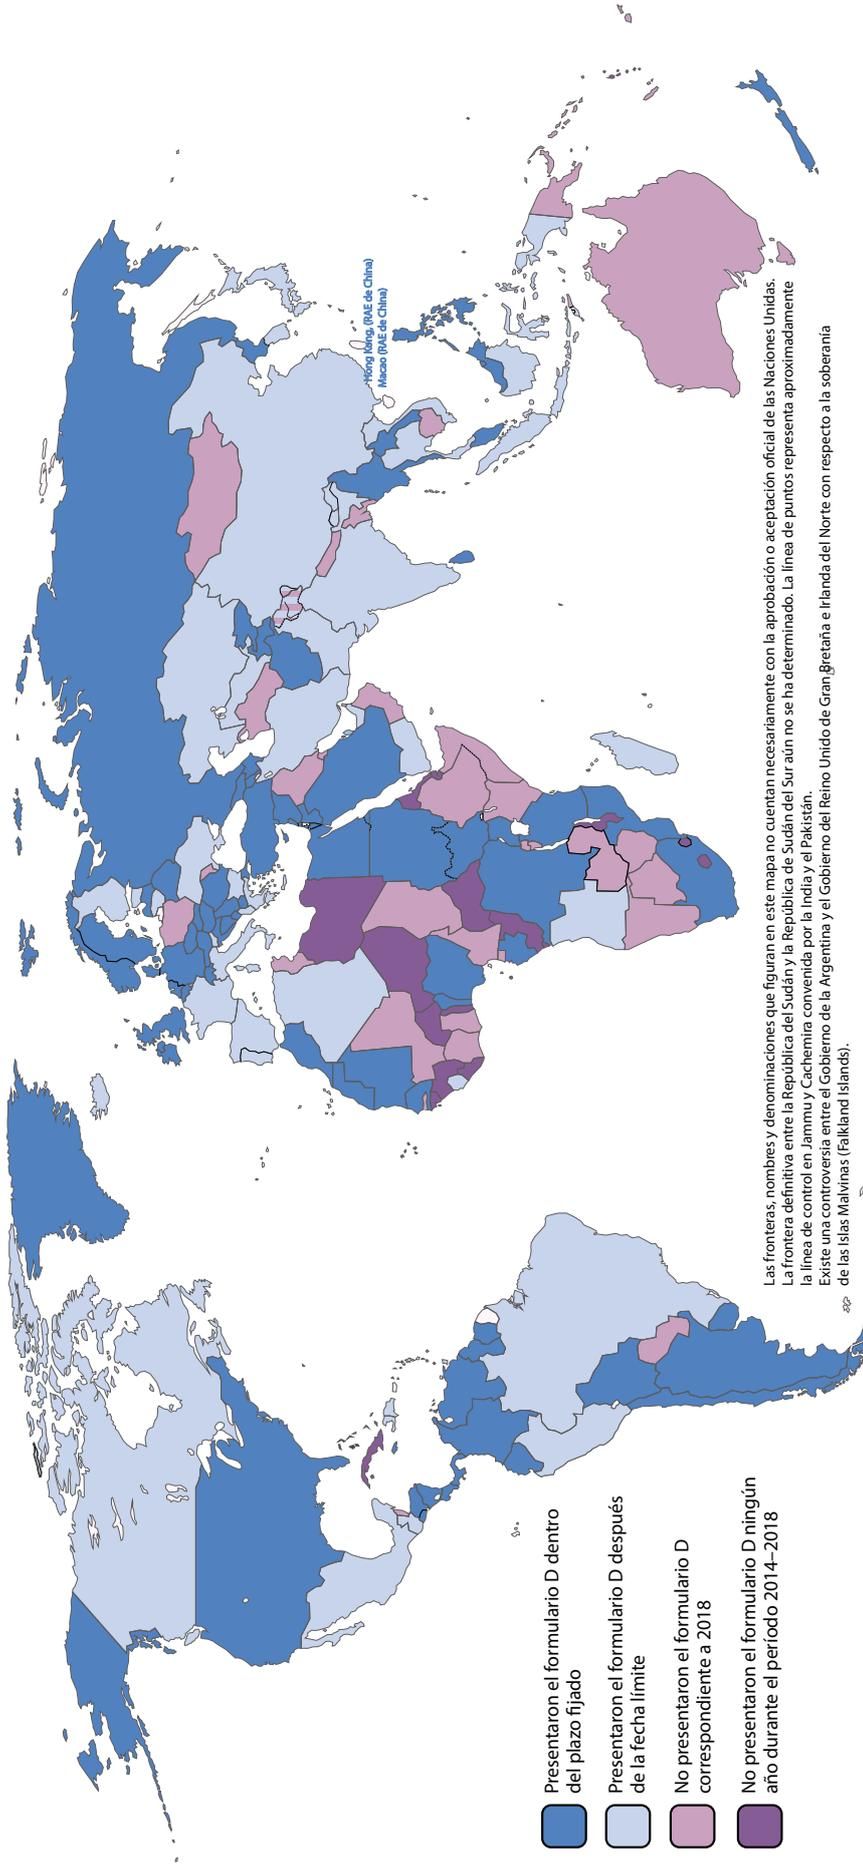 Hong Kong, (RAE de China)
Macao (RAE de China)
Presentaron el formulario D dentro
del plazo fijado
Presentaron el formulario D después
de la fecha límite
No presentaron el formulario D
correspondiente a 2018
No presentaron el formulario D ningún
año durante el período 2014–2018
Las fronteras, nombres y denominaciones que figuran en este mapa no cuentan necesariamente con la aprobación o aceptación oficial de las Naciones Unidas.
La frontera definitiva entre la República del Sudán y la República de Sudán del Sur aún no se ha determinado. La línea de puntos representa aproximadamente
la línea de control en Jammu y Cachemira convenida por la India y el Pakistán.
Existe una controversia entre el Gobierno de la Argentina y el Gobierno del Reino Unido de Gran Bretaña e Irlanda del Norte con respecto a la soberanía
de las Islas Malvinas (Falkland Islands).